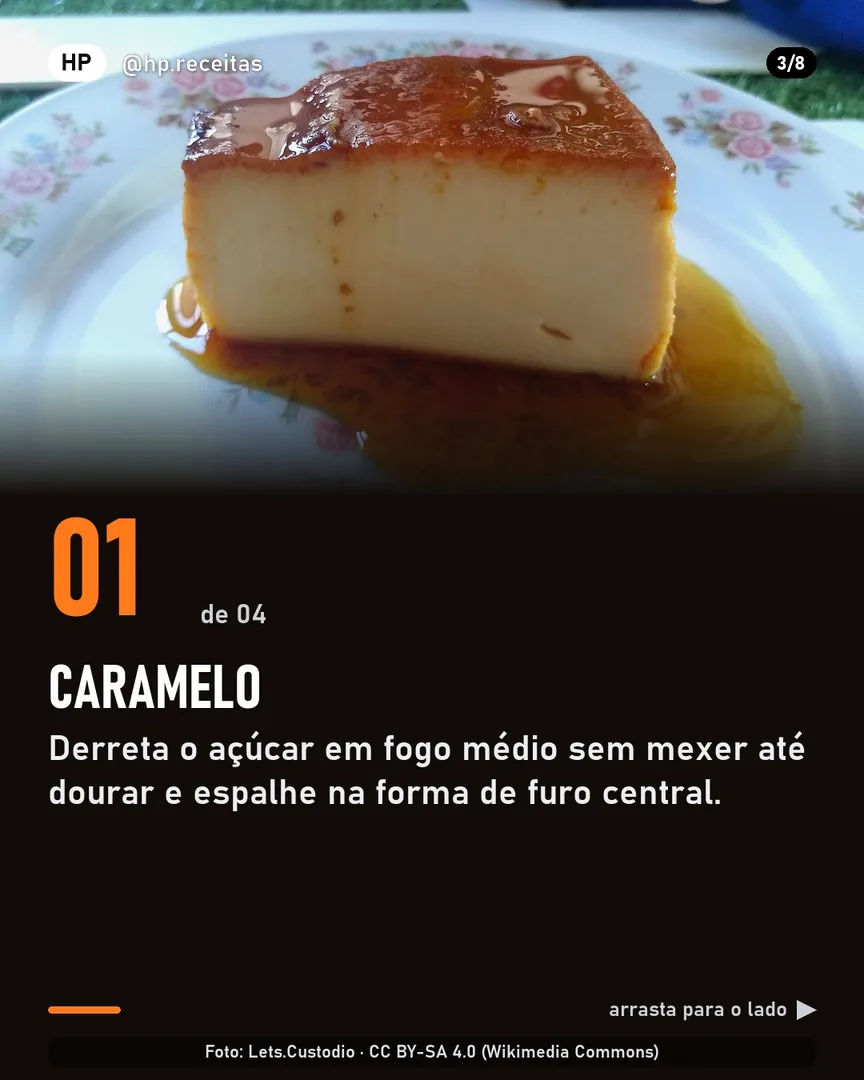 HP @hp.receitas 3/8
01 de 04
CARAMELO
Derreta o açúcar em fogo médio sem mexer até
dourar e espalhe na forma de furo central.
arrasta para o lado ▶
Foto: Lets.Custodio · CC BY-SA 4.0 (Wikimedia Commons)